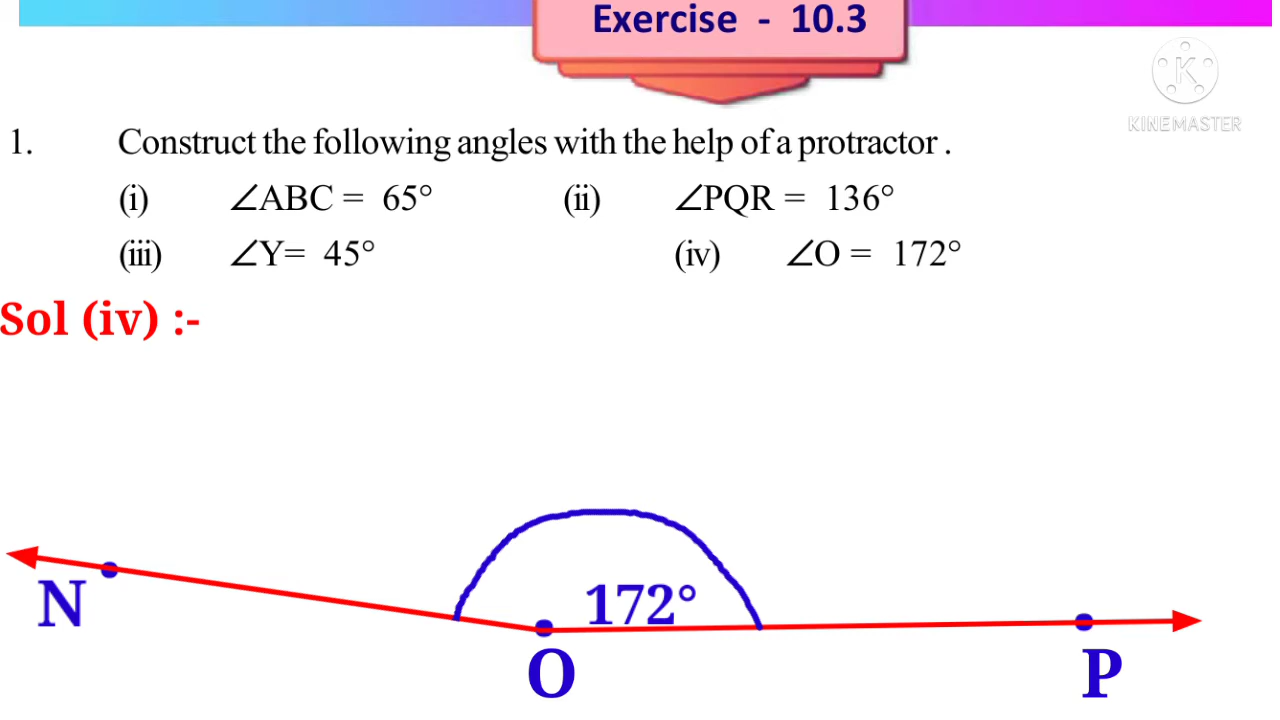 Exercise - 10.3
K
KINEMASTER
1. Construct the following angles with the help of a protractor .
(i) ∠ABC = 65° (ii) ∠PQR = 136°
(iii) ∠Y= 45° (iv) ∠O = 172°
Sol (iv) :-
172°
N
O
P